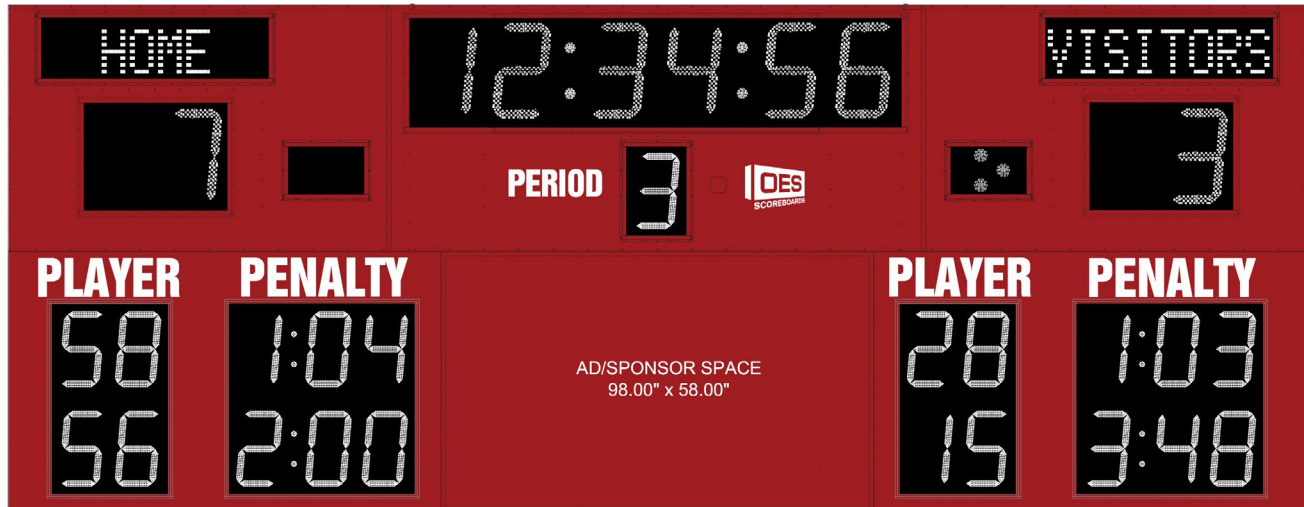 HOME
12:34:56
VISITORS
7
PERIOD
3
OES
SCOREBOARDS
3
PLAYER PENALTY
58 1:04
56 2:00
AD/SPONSOR SPACE
98.00" x 58.00"
PLAYER PENALTY
28 1:03
15 3:48